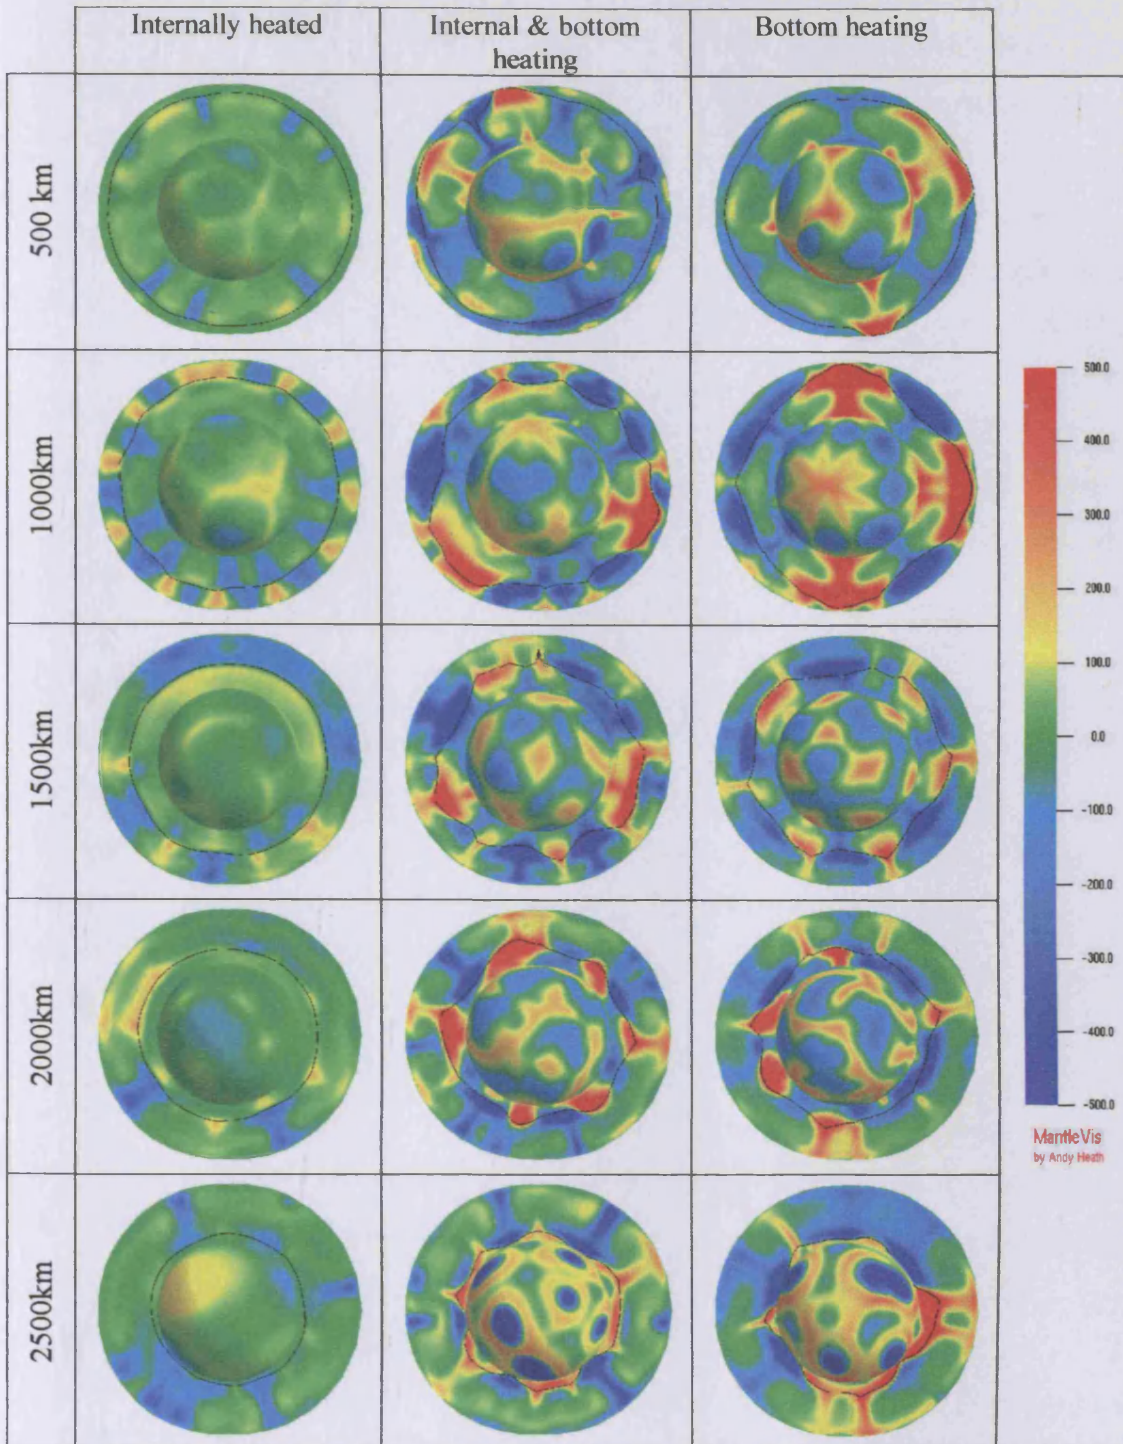 Internally heated
Internal & bottom
heating
Bottom heating
500 km
1000km
1500km
2000km
2500km
500.0
400.0
300.0
200.0
100.0
0.0
-100.0
-200.0
-300.0
-400.0
-500.0
MantleVis
by Andy Heath